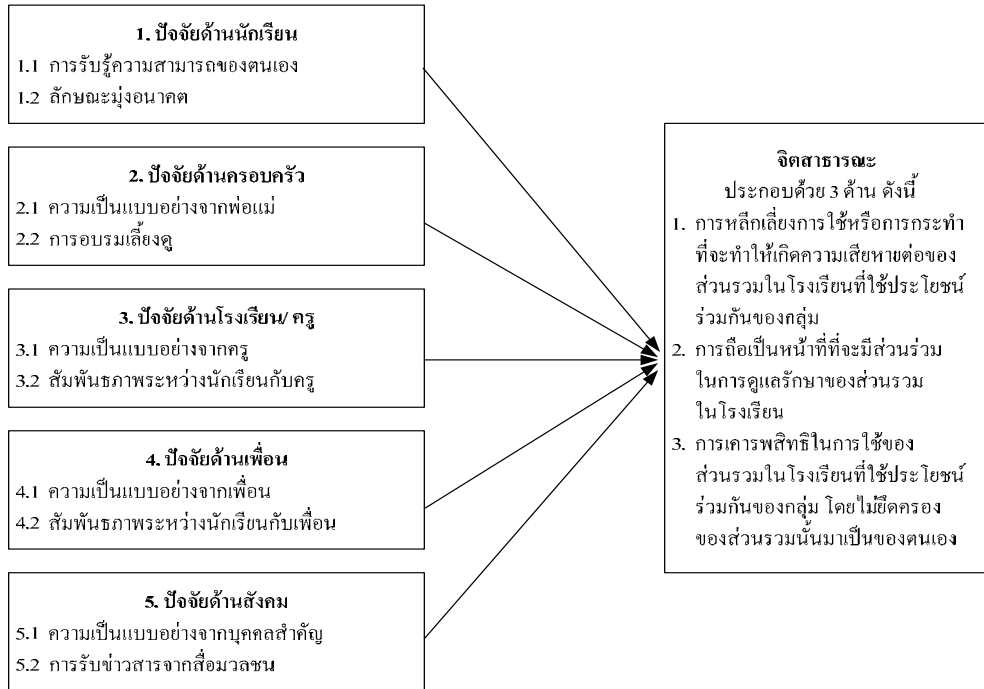 1. ปัจจัยด้านนักเรียน
1.1 การรับรู้ความสามารถของตนเอง
1.2 ลักษณะมุ่งอนาคต
2. ปัจจัยด้านครอบครัว
2.1 ความเป็นแบบอย่างจากพ่อแม่
2.2 การอบรมเลี้ยงดู
3. ปัจจัยด้านโรงเรียน/ ครู
3.1 ความเป็นแบบอย่างจากครู
3.2 สัมพันธภาพระหว่างนักเรียนกับครู
4. ปัจจัยด้านเพื่อน
4.1 ความเป็นแบบอย่างจากเพื่อน
4.2 สัมพันธภาพระหว่างนักเรียนกับเพื่อน
5. ปัจจัยด้านสังคม
5.1 ความเป็นแบบอย่างจากบุคคลสำคัญ
5.2 การรับข่าวสารจากสื่อมวลชน
จิตสาธารณะ
ประกอบด้วย 3 ด้าน ดังนี้
1. การหลีกเลี่ยงการใช้หรือการกระทำ
ที่จะทำให้เกิดความเสียหายต่อของ
ส่วนรวมในโรงเรียนที่ใช้ประโยชน์
ร่วมกันของกลุ่ม
2. การถือเป็นหน้าที่ที่จะมีส่วนร่วม
ในการดูแลรักษาของส่วนรวม
ในโรงเรียน
3. การเคารพสิทธิในการใช้ของ
ส่วนรวมในโรงเรียนที่ใช้ประโยชน์
ร่วมกันของกลุ่ม โดยไม่ยึดครอง
ของส่วนรวมนั้นมาเป็นของตนเอง